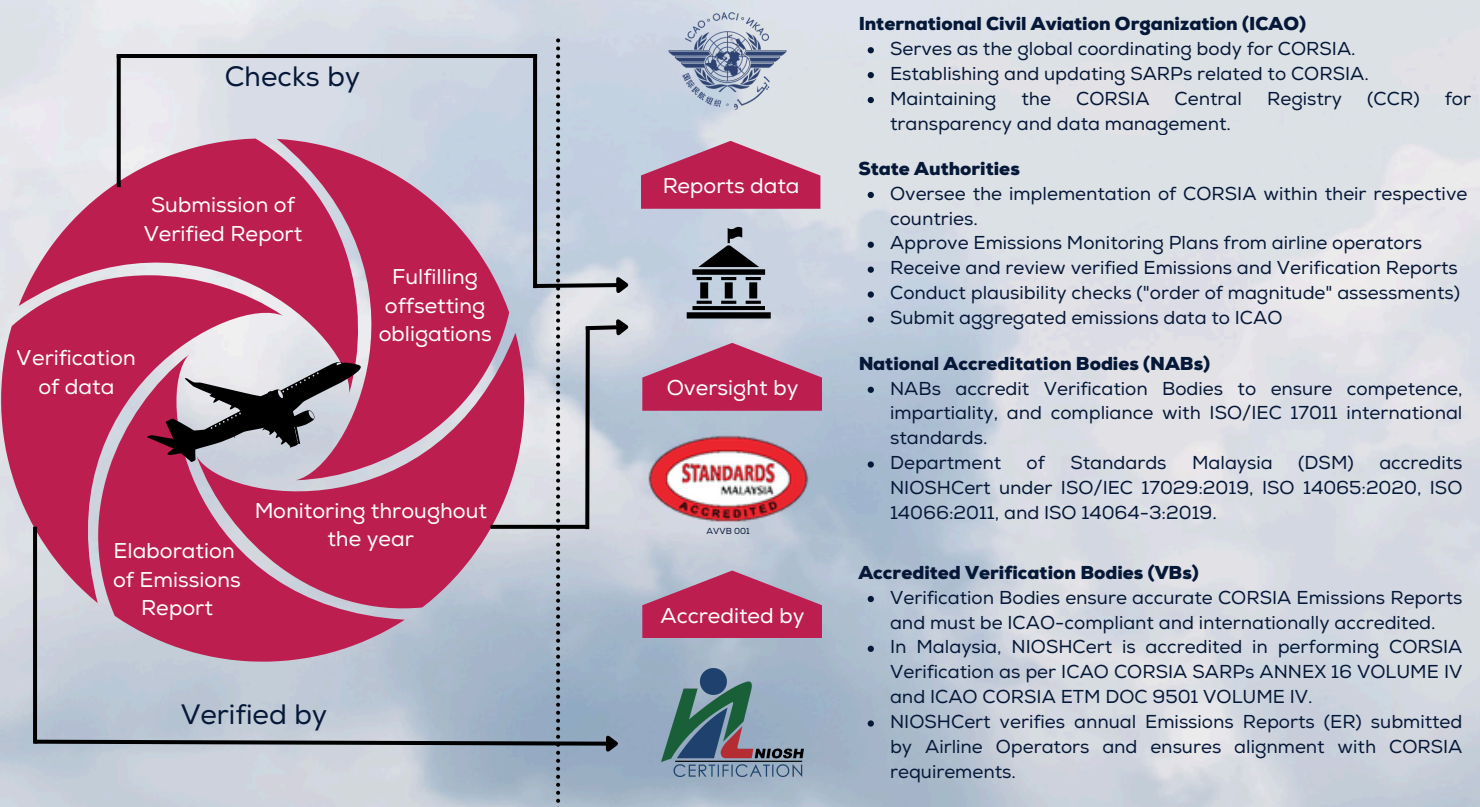 Checks by
Submission of
Verified Report
Fulfilling
offsetting
obligations
Verification
of data
Monitoring throughout
the year
Elaboration
of Emissions
Report
Verified by
ICAO · OACI · ИКАО
国际民航组织 · إيكاو
Reports data
Oversight by
STANDARDS
MALAYSIA
ACCREDITED
AVVB 001
Accredited by
NIOSH
CERTIFICATION
International Civil Aviation Organization (ICAO)
• Serves as the global coordinating body for CORSIA.
• Establishing and updating SARPs related to CORSIA.
• Maintaining the CORSIA Central Registry (CCR) for
transparency and data management.
State Authorities
• Oversee the implementation of CORSIA within their respective
countries.
• Approve Emissions Monitoring Plans from airline operators
• Receive and review verified Emissions and Verification Reports
• Conduct plausibility checks ("order of magnitude" assessments)
• Submit aggregated emissions data to ICAO
National Accreditation Bodies (NABs)
• NABs accredit Verification Bodies to ensure competence,
impartiality, and compliance with ISO/IEC 17011 international
standards.
• Department of Standards Malaysia (DSM) accredits
NIOSHCert under ISO/IEC 17029:2019, ISO 14065:2020, ISO
14066:2011, and ISO 14064-3:2019.
Accredited Verification Bodies (VBs)
• Verification Bodies ensure accurate CORSIA Emissions Reports
and must be ICAO-compliant and internationally accredited.
• In Malaysia, NIOSHCert is accredited in performing CORSIA
Verification as per ICAO CORSIA SARPs ANNEX 16 VOLUME IV
and ICAO CORSIA ETM DOC 9501 VOLUME IV.
• NIOSHCert verifies annual Emissions Reports (ER) submitted
by Airline Operators and ensures alignment with CORSIA
requirements.